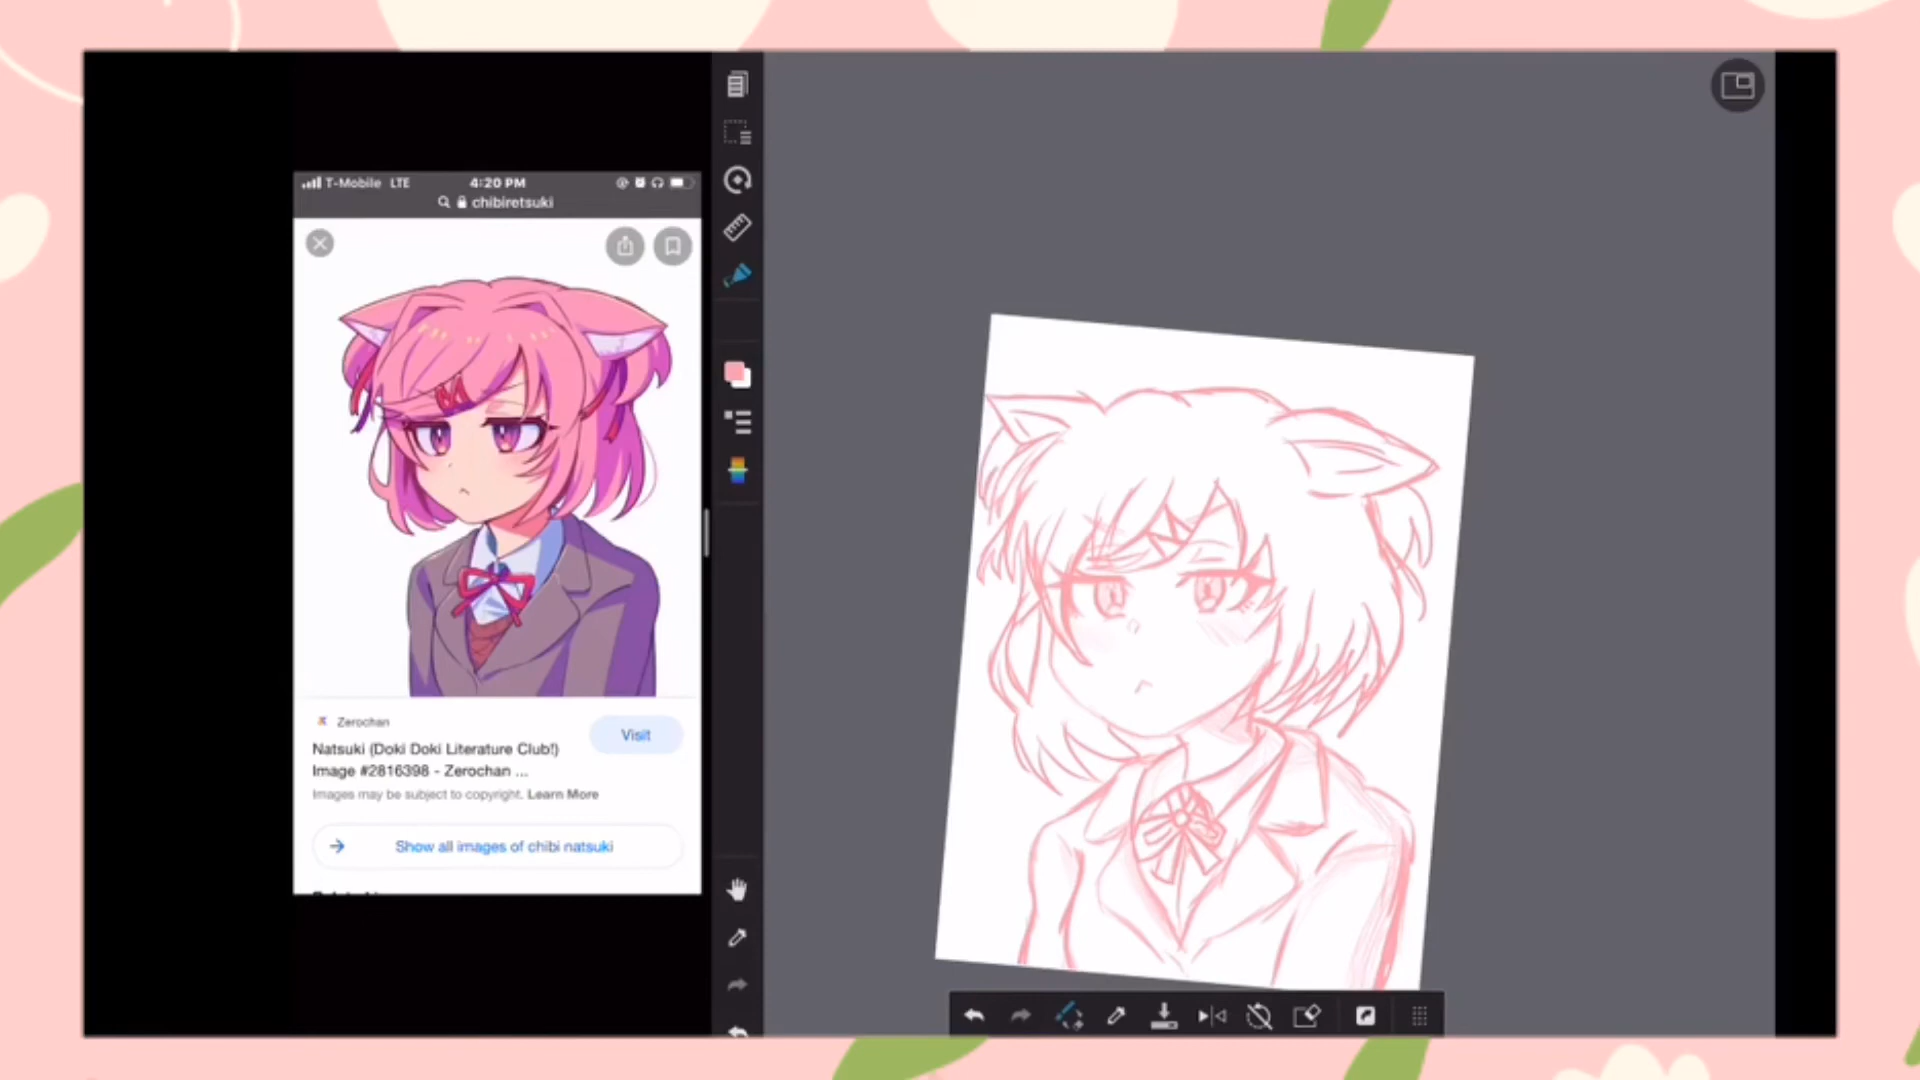 T-Mobile LTE 4:20 PM
chibiretsuki
Zerochan
Visit
Natsuki (Doki Doki Literature Club!)
Image #2816398 - Zerochan ...
Images may be subject to copyright. Learn More
Show all images of chibi natsuki